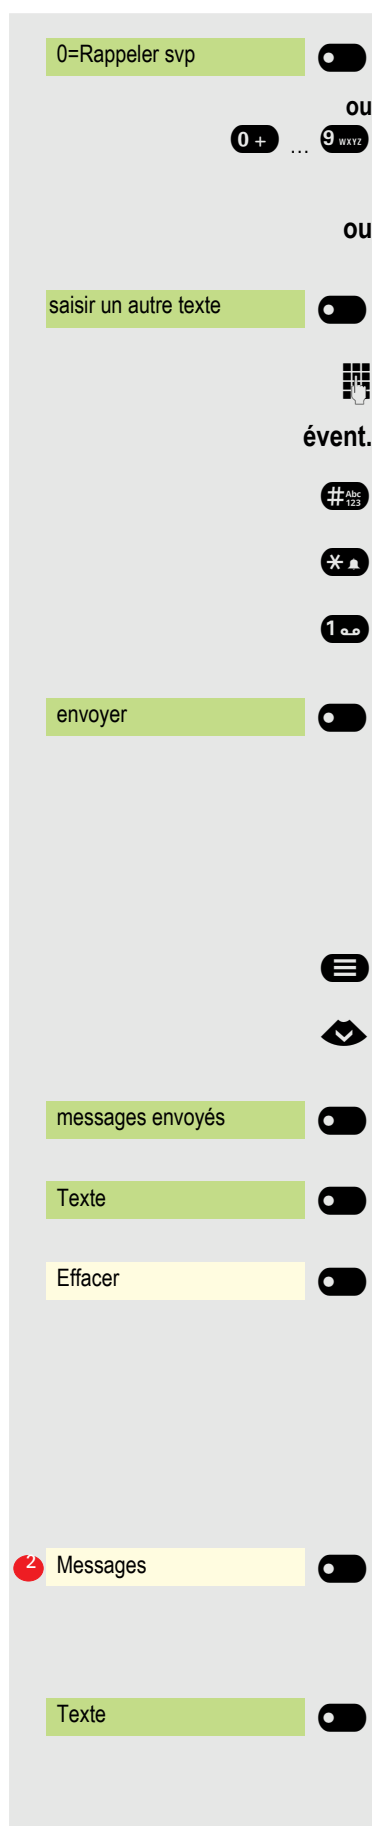 0=Rappeler svp
ou
0 + ... 9 WXYZ
ou
saisir un autre texte
évent.
# Abc 123
*
1
envoyer
messages envoyés
Texte
Effacer
2 Messages
Texte